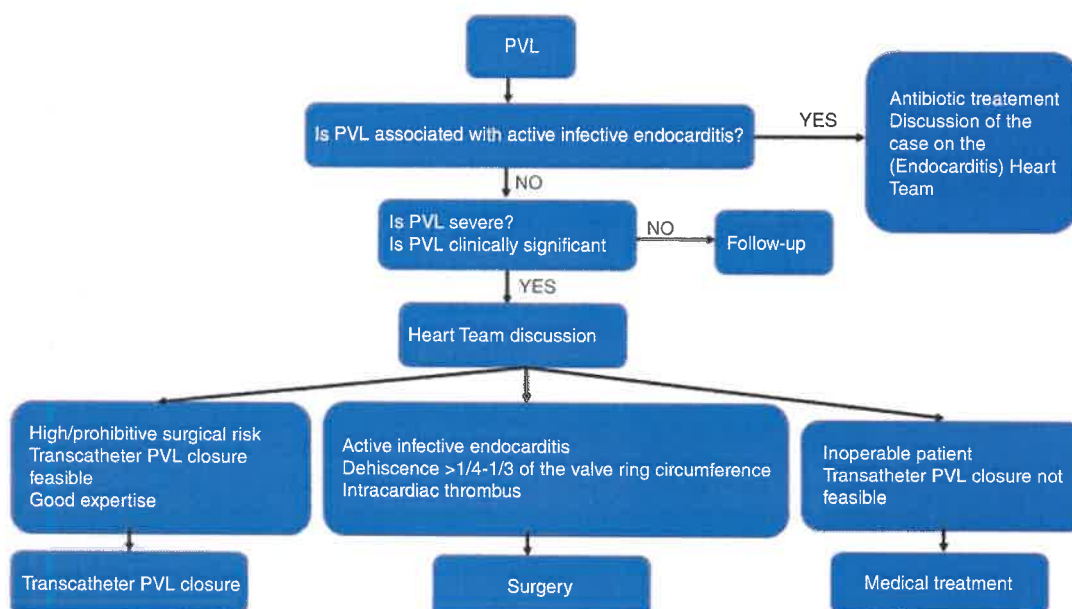 PVL
Is PVL associated with active infective endocarditis?
YES
Antibiotic treatement
Discussion of the
case on the
(Endocarditis) Heart
Team
NO
Is PVL severe?
Is PVL clinically significant
NO
Follow-up
YES
Heart Team discussion
High/prohibitive surgical risk
Transcatheter PVL closure
feasible
Good expertise
Active infective endocarditis
Dehiscence >1/4-1/3 of the valve ring circumference
Intracardiac thrombus
Inoperable patient
Transatheter PVL closure not
feasible
Transcatheter PVL closure
Surgery
Medical treatment